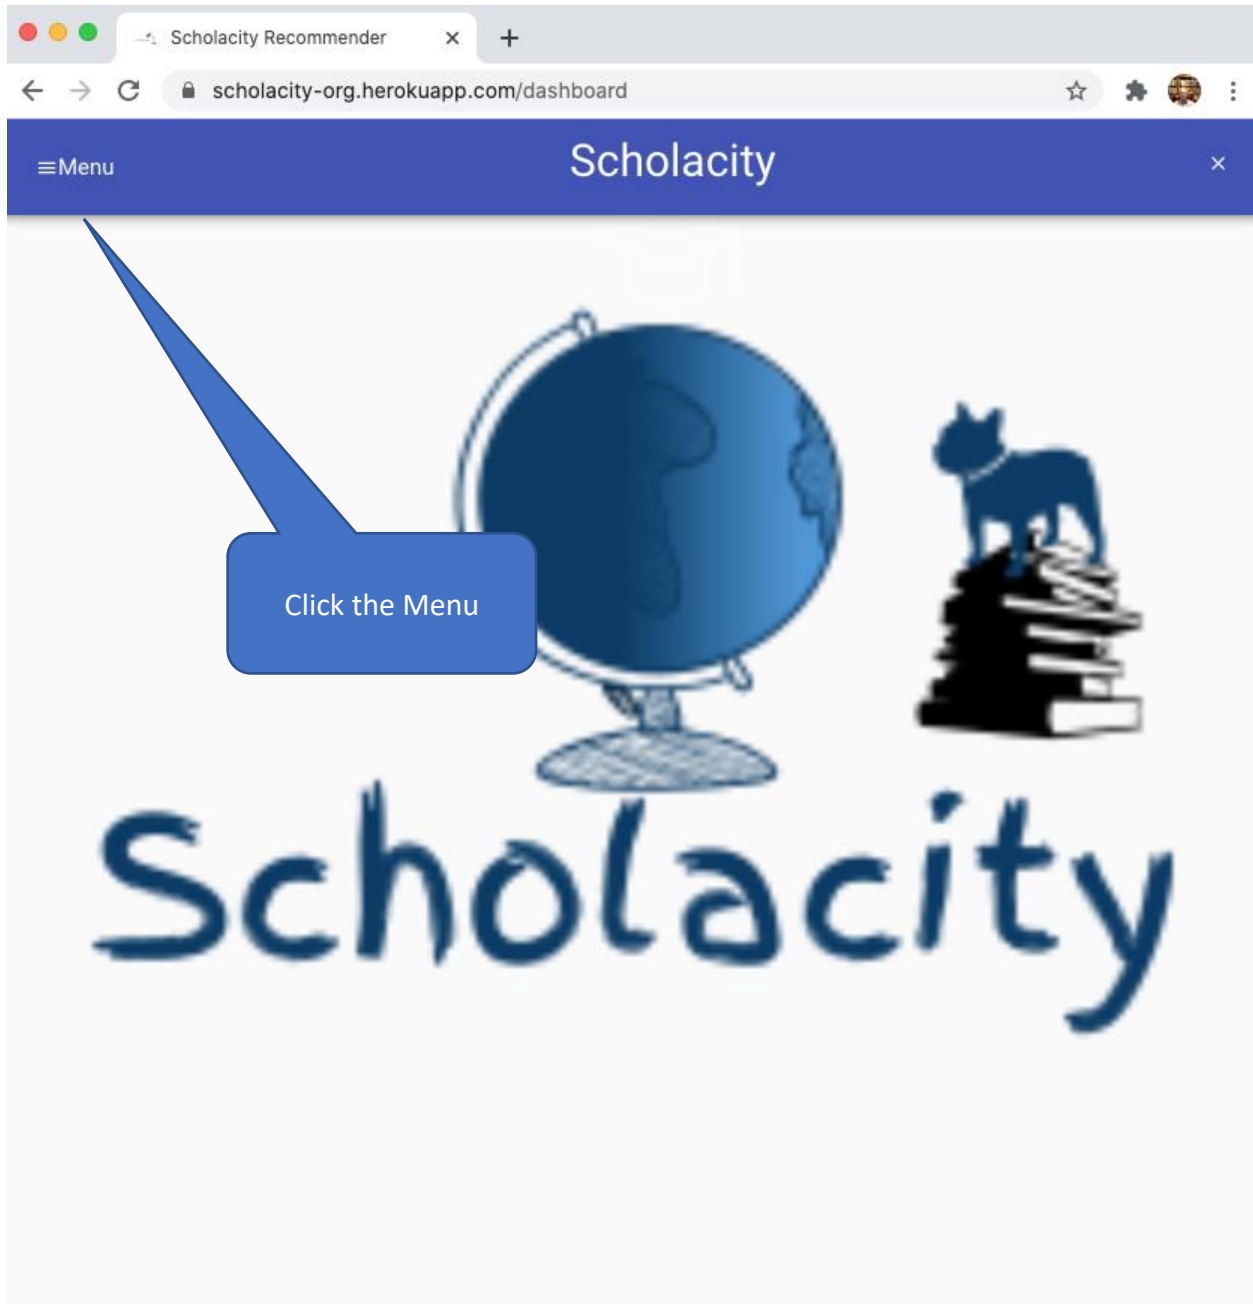 Scholacity Recommender
scholacity-org.herokuapp.com/dashboard
≡Menu
Scholacity
Click the Menu
Scholacity